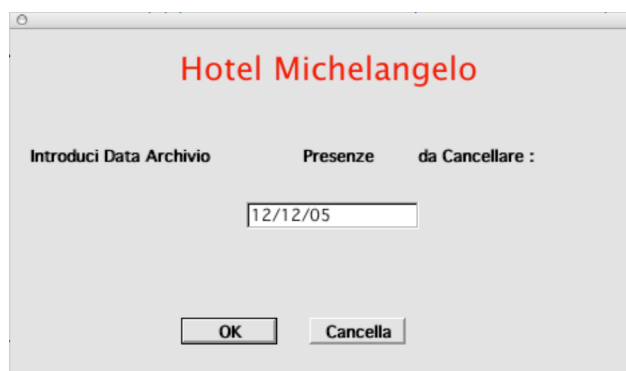 Hotel Michelangelo
Introduci Data Archivio Presenze da Cancellare :
12/12/05
OK Cancella